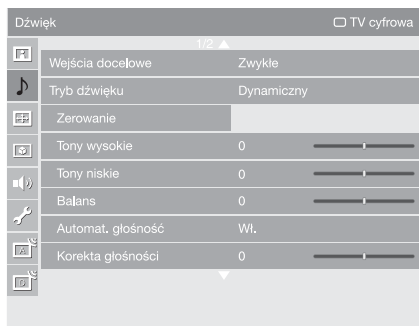 Dźwięk TV cyfrowa
1/2
Wejścia docelowe Zwykłe
Tryb dźwięku Dynamiczny
Zerowanie
Tony wysokie 0
Tony niskie 0
Balans 0
Automat. głośność Wł.
Korekta głośności 0
A
D